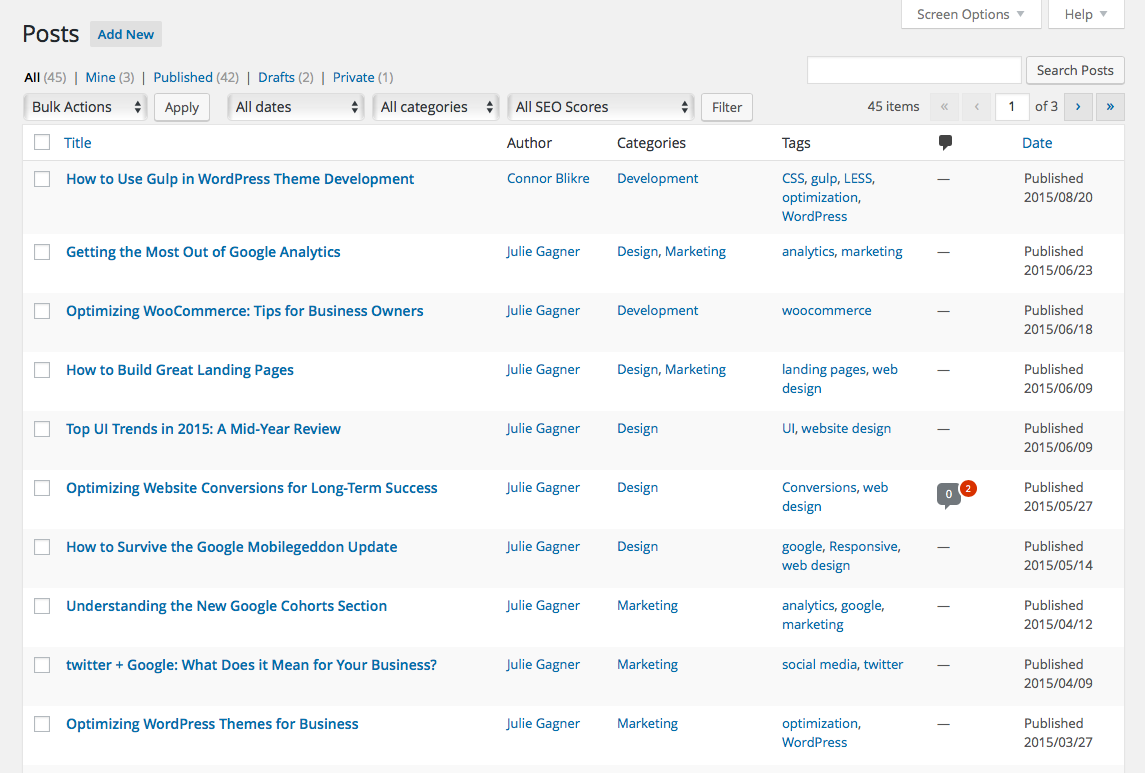 Screen Options Help
Posts Add New
All (45) | Mine (3) | Published (42) | Drafts (2) | Private (1)
Search Posts
Bulk Actions Apply All dates All categories All SEO Scores Filter 45 items « ‹ 1 of 3 › »
Title Author Categories Tags Date
How to Use Gulp in WordPress Theme Development Connor Blikre Development CSS, gulp, LESS, — Published
optimization, 2015/08/20
WordPress
Getting the Most Out of Google Analytics Julie Gagner Design, Marketing analytics, marketing — Published
2015/06/23
Optimizing WooCommerce: Tips for Business Owners Julie Gagner Development woocommerce — Published
2015/06/18
How to Build Great Landing Pages Julie Gagner Design, Marketing landing pages, web — Published
design 2015/06/09
Top UI Trends in 2015: A Mid-Year Review Julie Gagner Design UI, website design — Published
2015/06/09
Optimizing Website Conversions for Long-Term Success Julie Gagner Design Conversions, web 0 2 Published
design 2015/05/27
How to Survive the Google Mobilegeddon Update Julie Gagner Design google, Responsive, — Published
web design 2015/05/14
Understanding the New Google Cohorts Section Julie Gagner Marketing analytics, google, — Published
marketing 2015/04/12
twitter + Google: What Does it Mean for Your Business? Julie Gagner Marketing social media, twitter — Published
2015/04/09
Optimizing WordPress Themes for Business Julie Gagner Marketing optimization, — Published
WordPress 2015/03/27